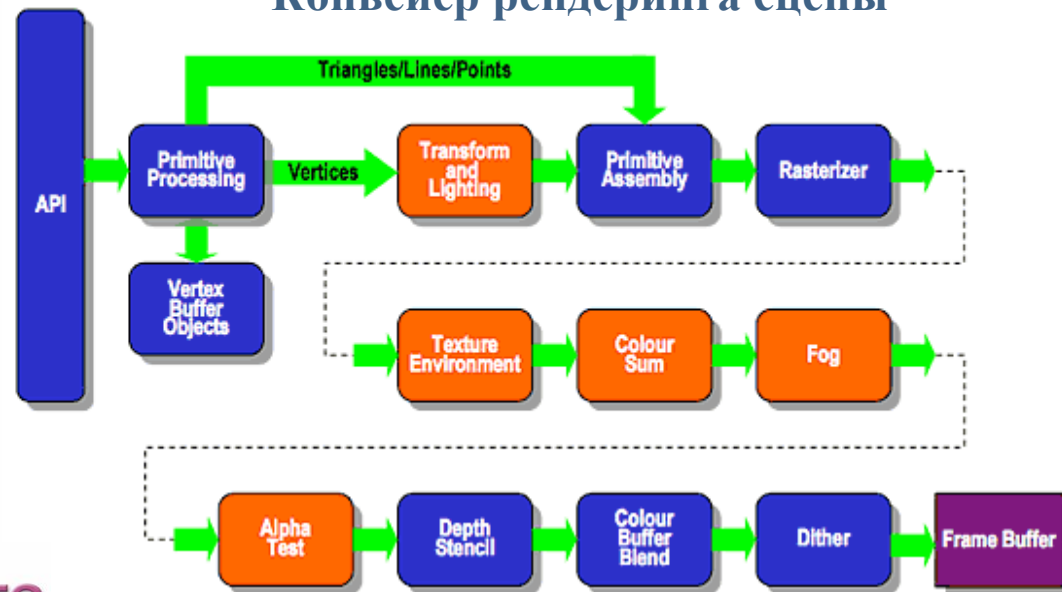 Конвейер рендеринга сцены
Triangles/Lines/Points
API
Primitive
Processing
Vertices
Transform
and
Lighting
Primitive
Assembly
Rasterizer
Vertex
Buffer
Objects
Texture
Environment
Colour
Sum
Fog
Alpha
Test
Depth
Stencil
Colour
Buffer
Blend
Dither
Frame Buffer